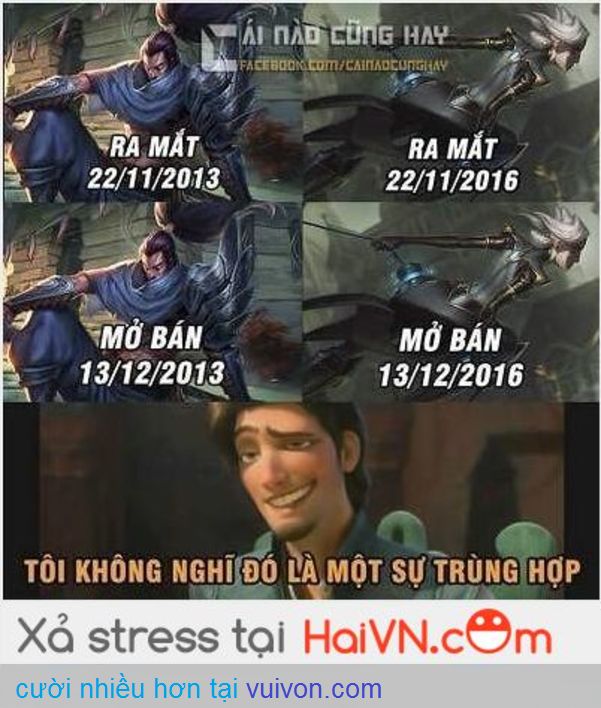 CÁI NÀO CŨNG HAY
FACEBOOK.COM/CAINAOCUNGHAY
RA MẮT
22/11/2013
RA MẮT
22/11/2016
MỞ BÁN
13/12/2013
MỞ BÁN
13/12/2016
TÔI KHÔNG NGHĨ ĐÓ LÀ MỘT SỰ TRÙNG HỢP
Xả stress tại HaiVN.com
cười nhiều hơn tại vuivon.com